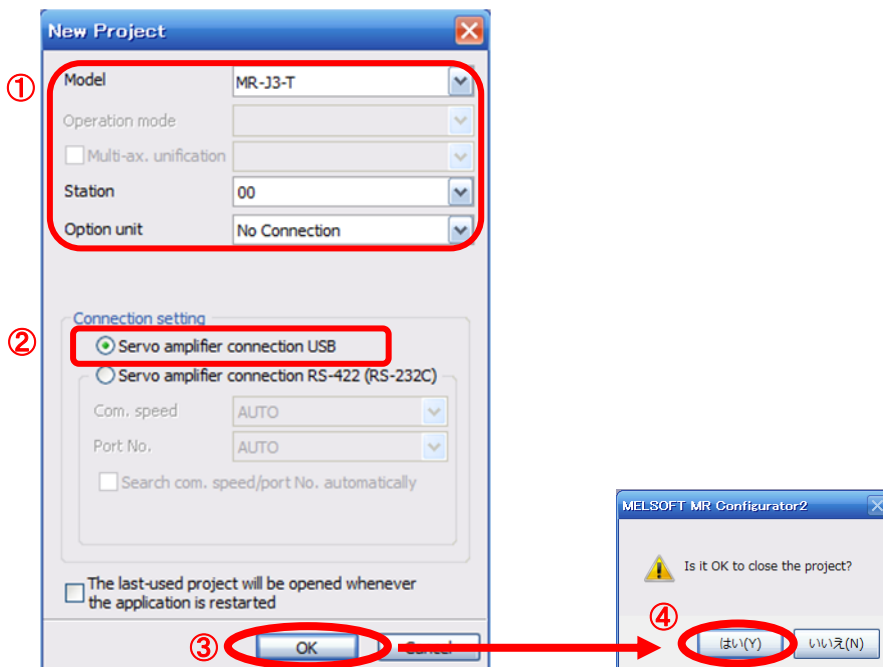 New Project
①
Model
MR-J3-T
Operation mode
Multi-ax. unification
Station
00
Option unit
No Connection
Connection setting
②
Servo amplifier connection USB
Servo amplifier connection RS-422 (RS-232C)
Com. speed
AUTO
Port No.
AUTO
Search com. speed/port No. automatically
The last-used project will be opened whenever
the application is restarted
③
OK
Cancel
MELSOFT MR Configurator2
Is it OK to close the project?
④
はい(Y)
いいえ(N)